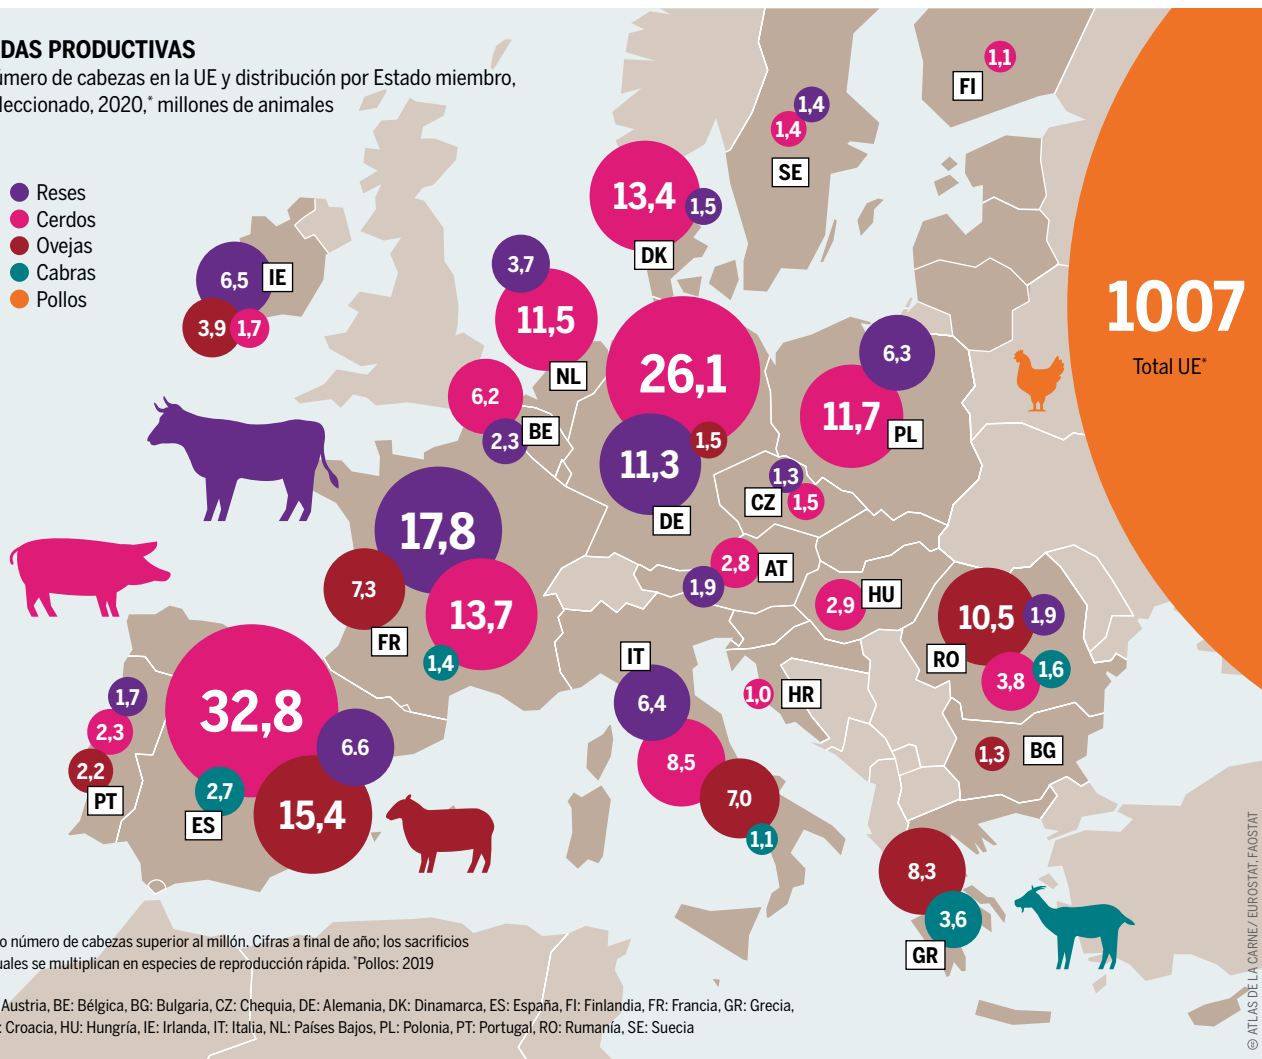 DAS PRODUCTIVAS
úmero de cabezas en la UE y distribución por Estado miembro,
leccionado, 2020,* millones de animales
Reses
Cerdos
Ovejas
Cabras
Pollos
1,1
FI
1,4
1,4
SE
13,4
1,5
DK
6,5
IE
3,9
1,7
3,7
11,5
NL
26,1
11,3
1,5
DE
6,3
11,7
PL
1007
Total UE*
6,2
2,3
BE
1,3
CZ
1,5
17,8
7,3
13,7
FR
1,4
2,8
AT
1,9
2,9
HU
10,5
1,9
RO
3,8
1,6
IT
6,4
8,5
7,0
1,1
1,0
HR
1,3
BG
1,7
2,3
2,2
PT
32,8
6.6
2,7
ES
15,4
8,3
3,6
GR
o número de cabezas superior al millón. Cifras a final de año; los sacrificios
uales se multiplican en especies de reproducción rápida. *Pollos: 2019
Austria, BE: Bélgica, BG: Bulgaria, CZ: Chequia, DE: Alemania, DK: Dinamarca, ES: España, FI: Finlandia, FR: Francia, GR: Grecia,
: Croacia, HU: Hungría, IE: Irlanda, IT: Italia, NL: Países Bajos, PL: Polonia, PT: Portugal, RO: Rumanía, SE: Suecia
ATLAS DE LA CARNE/ EUROSTAT, FAOSTAT